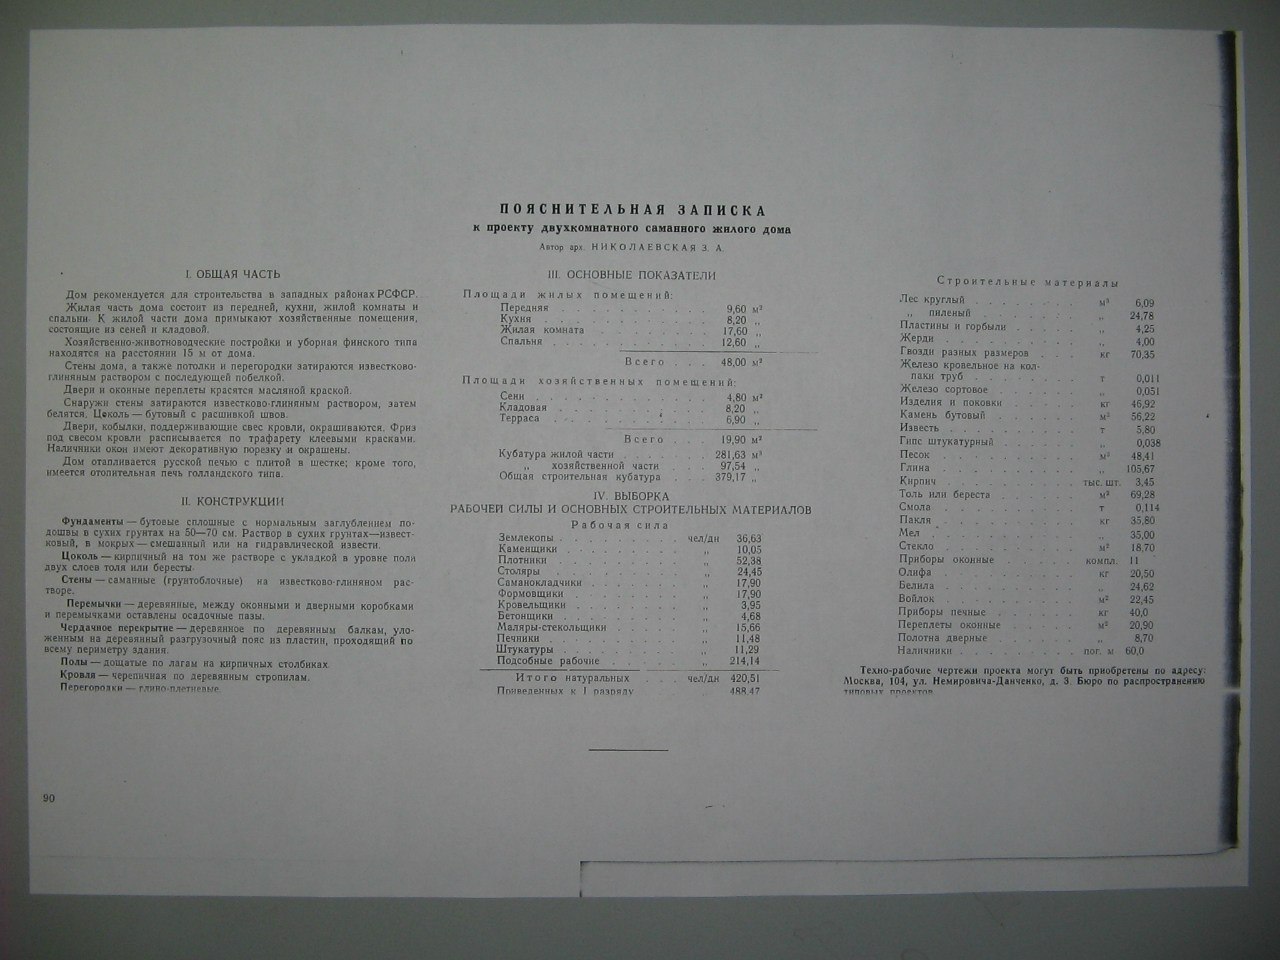 ПОЯСНИТЕЛЬНАЯ ЗАПИСКА
к проекту двухкомнатного саманного жилого дома
Автор арх. НИКОЛАЕВСКАЯ З. А.
I. ОБЩАЯ ЧАСТЬ
Дом рекомендуется для строительства в западных районах РСФСР.
Жилая часть дома состоит из передней, кухни, жилой комнаты и
спальни. К жилой части дома примыкают хозяйственные помещения,
состоящие из сеней и кладовой.
Хозяйственно-животноводческие постройки и уборная финского типа
находятся на расстоянии 15 м от дома.
Стены дома, а также потолки и перегородки затираются известково-
глиняным раствором с последующей побелкой.
Двери и оконные переплеты красятся масляной краской.
Снаружи стены затираются известково-глиняным раствором, затем
белятся. Цоколь — бутовый с расшивкой швов.
Двери, кобылки, поддерживающие свес кровли, окрашиваются. Фриз
под свесом кровли расписывается по трафарету клеевыми красками.
Наличники окон имеют декоративную порезку и окрашены.
Дом отапливается русской печью с плитой в шестке; кроме того,
имеется отопительная печь голландского типа.
II. КОНСТРУКЦИИ
Фундаменты — бутовые сплошные с нормальным заглублением по-
дошвы в сухих грунтах на 50—70 см. Раствор в сухих грунтах—извест-
ковый, в мокрых — смешанный или на гидравлической извести.
Цоколь — кирпичный на том же растворе с укладкой в уровне поли
двух слоев толя или бересты.
Стены — саманные (грунтоблочные) на известково-глиняном рас-
творе.
Перемычки — деревянные, между оконными и дверными коробками
и перемычками оставлены осадочные пазы.
Чердачное перекрытие — деревянное по деревянным балкам, уло-
женным на деревянный разгрузочный пояс из пластин, проходящий по
всему периметру здания.
Полы — дощатые по лагам на кирпичных столбиках.
Кровля — черепичная по деревянным стропилам.
Перегородки — глино-плетневые.
90
III. ОСНОВНЫЕ ПОКАЗАТЕЛИ
Площади жилых помещений:
Передняя . . . 9,60 м²
Кухня . . . 8,20 „
Жилая комната . . . 17,60 „
Спальня . . . 12,60 „
Всего . . . 48,00 м²
Площади хозяйственных помещений:
Сени . . . 4,80 м²
Кладовая . . . 8,20 „
Терраса . . . 6,90 „
Всего . . . 19,90 м²
Кубатура жилой части . . . 281,63 м³
„ хозяйственной части . . . 97,54 „
Общая строительная кубатура . . . 379,17 „
IV. ВЫБОРКА
РАБОЧЕЙ СИЛЫ И ОСНОВНЫХ СТРОИТЕЛЬНЫХ МАТЕРИАЛОВ
Рабочая сила
Землекопы . . . чел/дн 36,63
Каменщики . . . „ 10,05
Плотники . . . „ 52,38
Столяры . . . „ 24,45
Саманокладчики . . . „ 17,90
Формовщики . . . „ 17,90
Кровельщики . . . „ 3,95
Бетонщики . . . „ 4,68
Маляры-стекольщики . . . „ 15,66
Печники . . . „ 11,48
Штукатуры . . . „ 11,29
Подсобные рабочие . . . „ 214,14
Итого натуральных . . . чел/дн 420,51
Приведенных к 1 разряду 488,47
Строительные материалы
Лес круглый . . . м³ 6,09
„ пиленый . . . „ 24,78
Пластины и горбыли . . . „ 4,25
Жерди . . . „ 4,00
Гвозди разных размеров . . . кг 70,35
Железо кровельное на кол-
паки труб . . . т 0,011
Железо сортовое . . . „ 0,051
Изделия и поковки . . . кг 46,92
Камень бутовый . . . м³ 56,22
Известь . . . т 5,80
Гипс штукатурный . . . „ 0,038
Песок . . . м³ 48,41
Глина . . . „ 105,67
Кирпич . . . тыс. шт. 3,45
Толь или береста . . . м² 69,28
Смола . . . т 0,114
Пакля . . . кг 35,80
Мел . . . „ 35,00
Стекло . . . м² 18,70
Приборы оконные . . . компл. 11
Олифа . . . кг 20,50
Белила . . . „ 24,62
Войлок . . . м² 22,45
Приборы печные . . . кг 40,0
Переплеты оконные . . . м² 20,90
Полотна дверные . . . „ 8,70
Наличники . . . пог. м 60,0
Техно-рабочие чертежи проекта могут быть приобретены по адресу:
Москва, 104, ул. Немировича-Данченко, д. 3. Бюро по распространению
типовых проектов